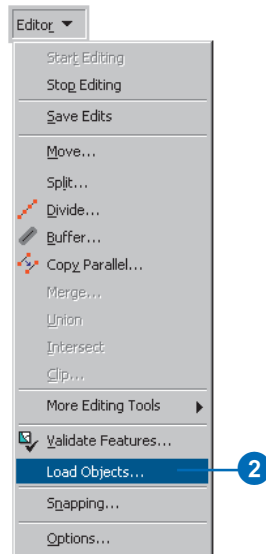 Editor
Start Editing
Stop Editing
Save Edits
Move...
Split...
Divide...
Buffer...
Copy Parallel...
Merge...
Union
Intersect
Clip...
More Editing Tools
Validate Features...
Load Objects...
2
Snapping...
Options...